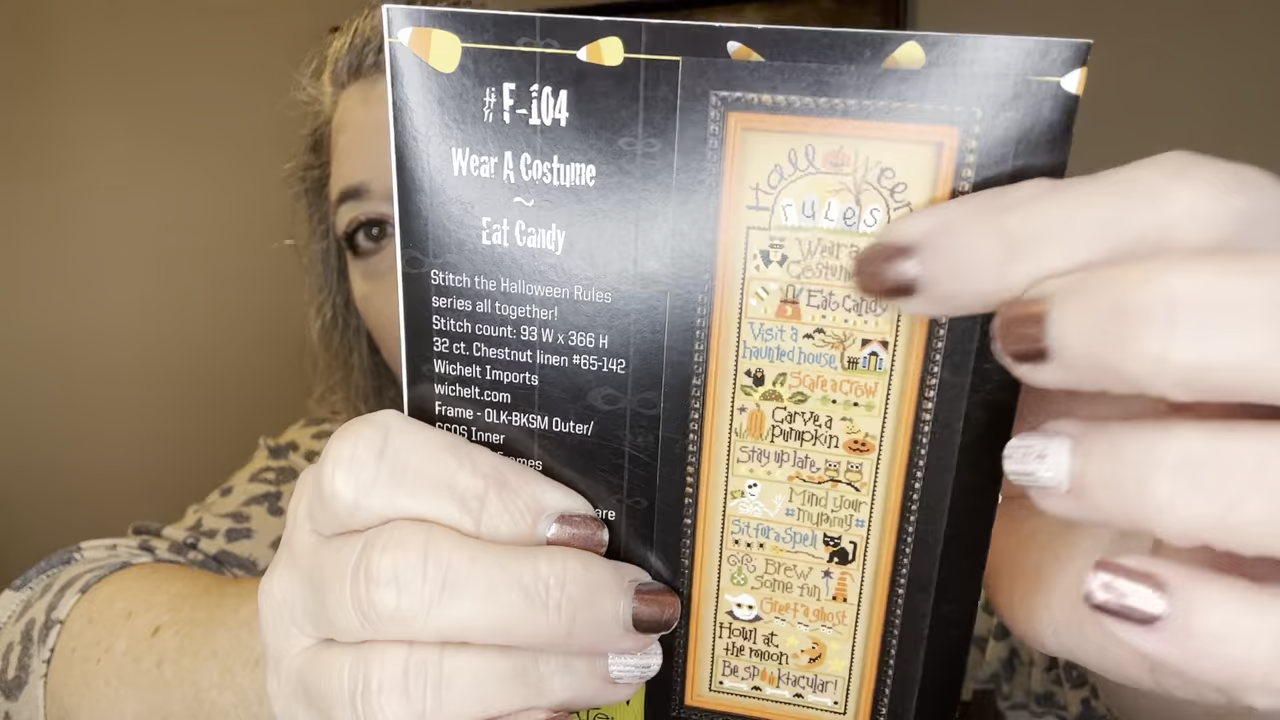 # F-104
Wear A Costume
~
Eat Candy
Stitch the Halloween Rules
series all together!
Stitch count: 93 W x 366 H
32 ct. Chestnut linen #65-142
Wichelt Imports
wichelt.com
Frame - OLK-BKSM Outer/
Inner
are
rules
Wear a
Costume
Eat Candy
Visit a
haunted house
Scare a Crow
Carve a
pumpkin
Stay up late
Mind your
#mummy#
Sit for a Spell
Brew
some fun
Greet a ghost
Howl at
the moon
Be spooktacular!